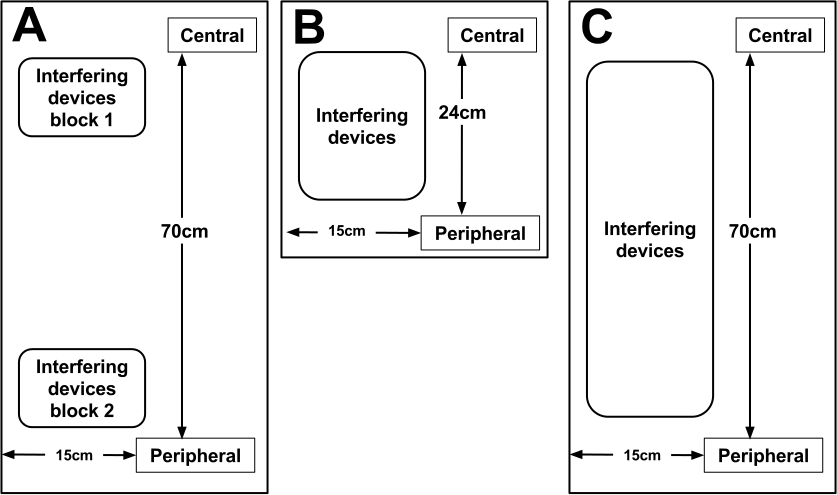 A
Central
Interfering
devices
block 1
70cm
Interfering
devices
block 2
15cm
Peripheral
B
Central
Interfering
devices
24cm
15cm
Peripheral
C
Central
Interfering
devices
70cm
15cm
Peripheral